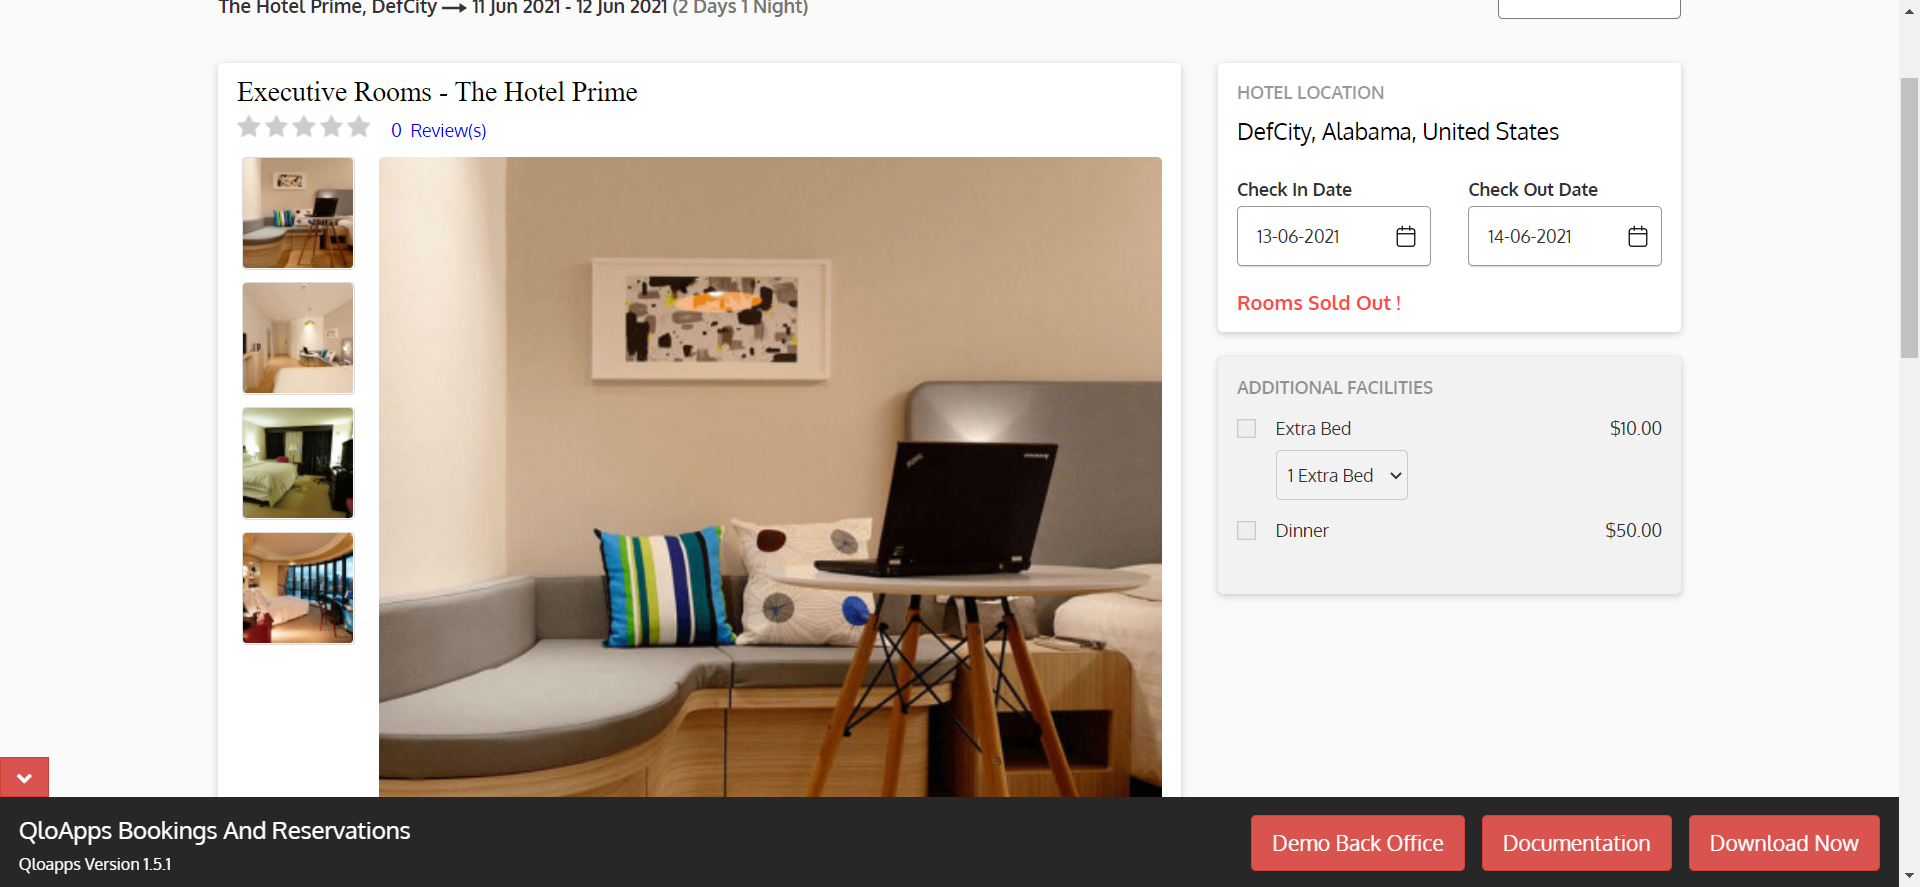 The Hotel Prime, DefCity → 11 Jun 2021 - 12 Jun 2021 (2 Days 1 Night)
Executive Rooms - The Hotel Prime
0 Review(s)
HOTEL LOCATION
DefCity, Alabama, United States
Check In Date
Check Out Date
13-06-2021
14-06-2021
Rooms Sold Out !
ADDITIONAL FACILITIES
Extra Bed
$10.00
1 Extra Bed
Dinner
$50.00
QloApps Bookings And Reservations
Qloapps Version 1.5.1
Demo Back Office
Documentation
Download Now